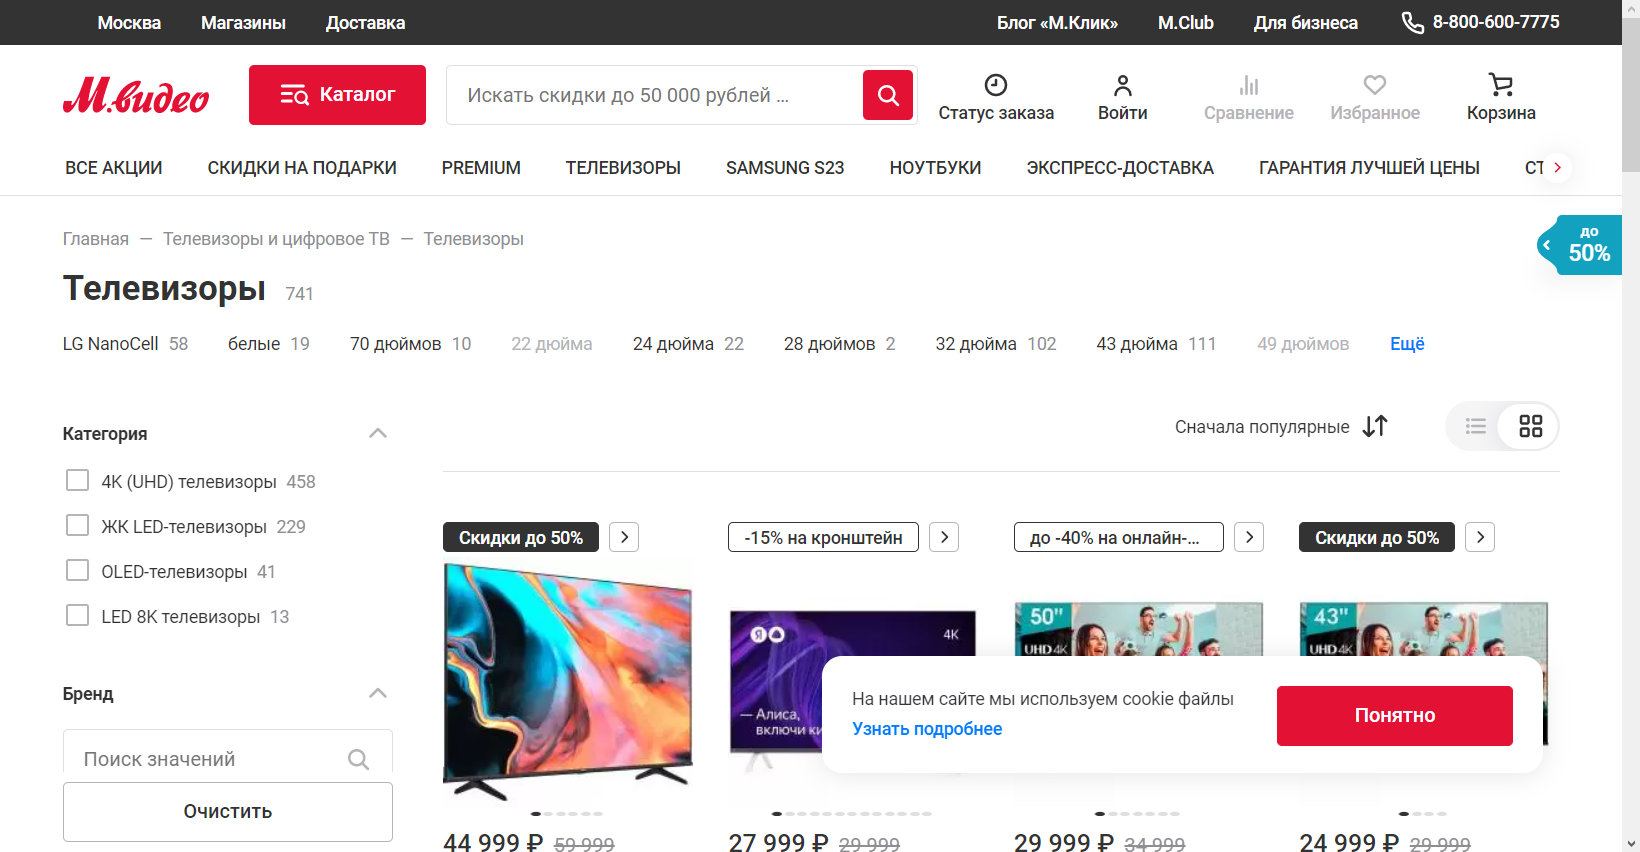 Москва Магазины Доставка Блог «М.Клик» M.Club Для бизнеса 8-800-600-7775
М.видео Каталог Искать скидки до 50 000 рублей ...
Статус заказа Войти Сравнение Избранное Корзина
ВСЕ АКЦИИ СКИДКИ НА ПОДАРКИ PREMIUM ТЕЛЕВИЗОРЫ SAMSUNG S23 НОУТБУКИ ЭКСПРЕСС-ДОСТАВКА ГАРАНТИЯ ЛУЧШЕЙ ЦЕНЫ СТ
до
50%
Главная — Телевизоры и цифровое ТВ — Телевизоры
Телевизоры 741
LG NanoCell 58 белые 19 70 дюймов 10 22 дюйма 24 дюйма 22 28 дюймов 2 32 дюйма 102 43 дюйма 111 49 дюймов Ещё
Сначала популярные
Категория
4K (UHD) телевизоры 458
ЖК LED-телевизоры 229
OLED-телевизоры 41
LED 8K телевизоры 13
Бренд
Поиск значений
Очистить
Скидки до 50% -15% на кронштейн до -40% на онлайн-... Скидки до 50%
Я 4K
— Алиса,
включи ки
50"
UHD 4K
43"
UHD 4K
На нашем сайте мы используем cookie файлы
Узнать подробнее
Понятно
44 999 ₽ 59 999 27 999 ₽ 29 999 29 999 ₽ 34 999 24 999 ₽ 29 999